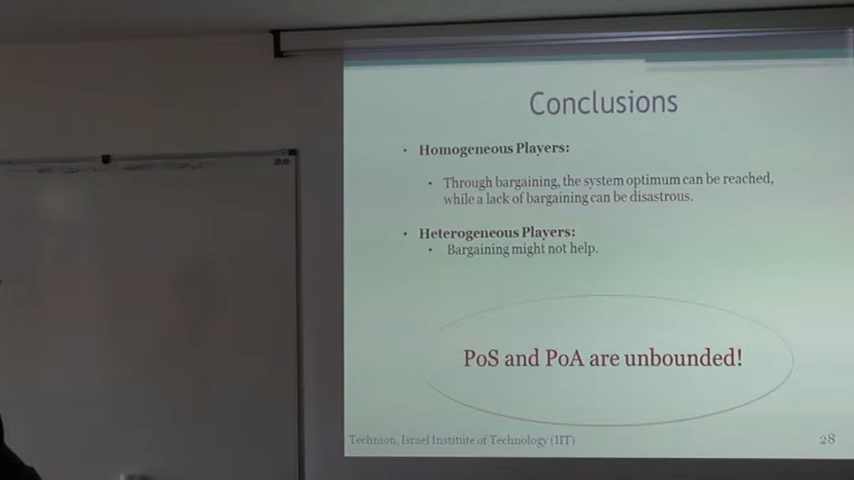 Conclusions
• Homogeneous Players:
• Through bargaining, the system optimum can be reached,
while a lack of bargaining can be disastrous.
• Heterogeneous Players:
• Bargaining might not help.
PoS and PoA are unbounded!
Technion, Israel Institute of Technology (IIT)
28